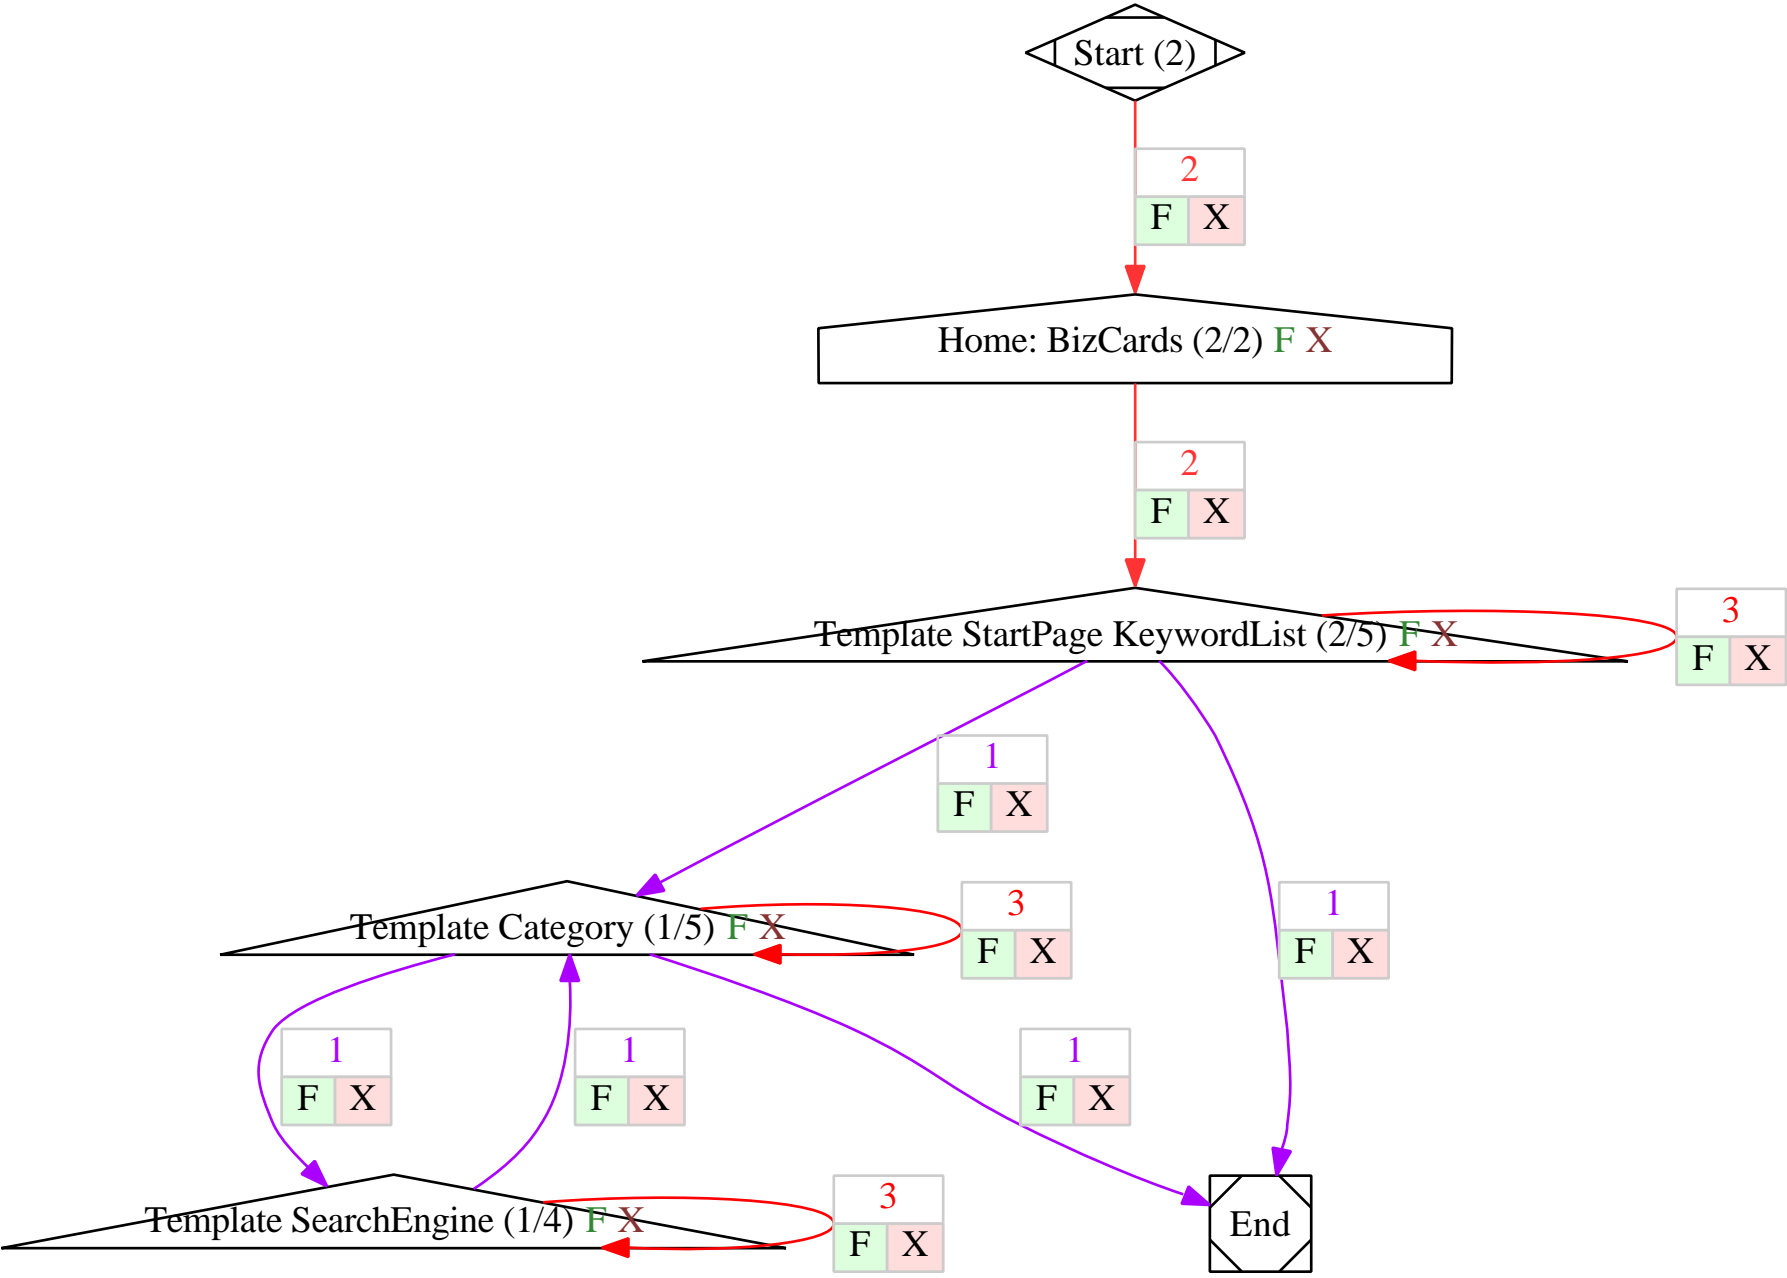 Start (2)
2
F X
Home: BizCards (2/2) F X
2
F X
Template StartPage KeywordList (2/5) F X
3
F X
1
F X
Template Category (1/5) F X
3
F X
1
F X
1
F X
1
F X
1
F X
Template SearchEngine (1/4) F X
3
F X
End